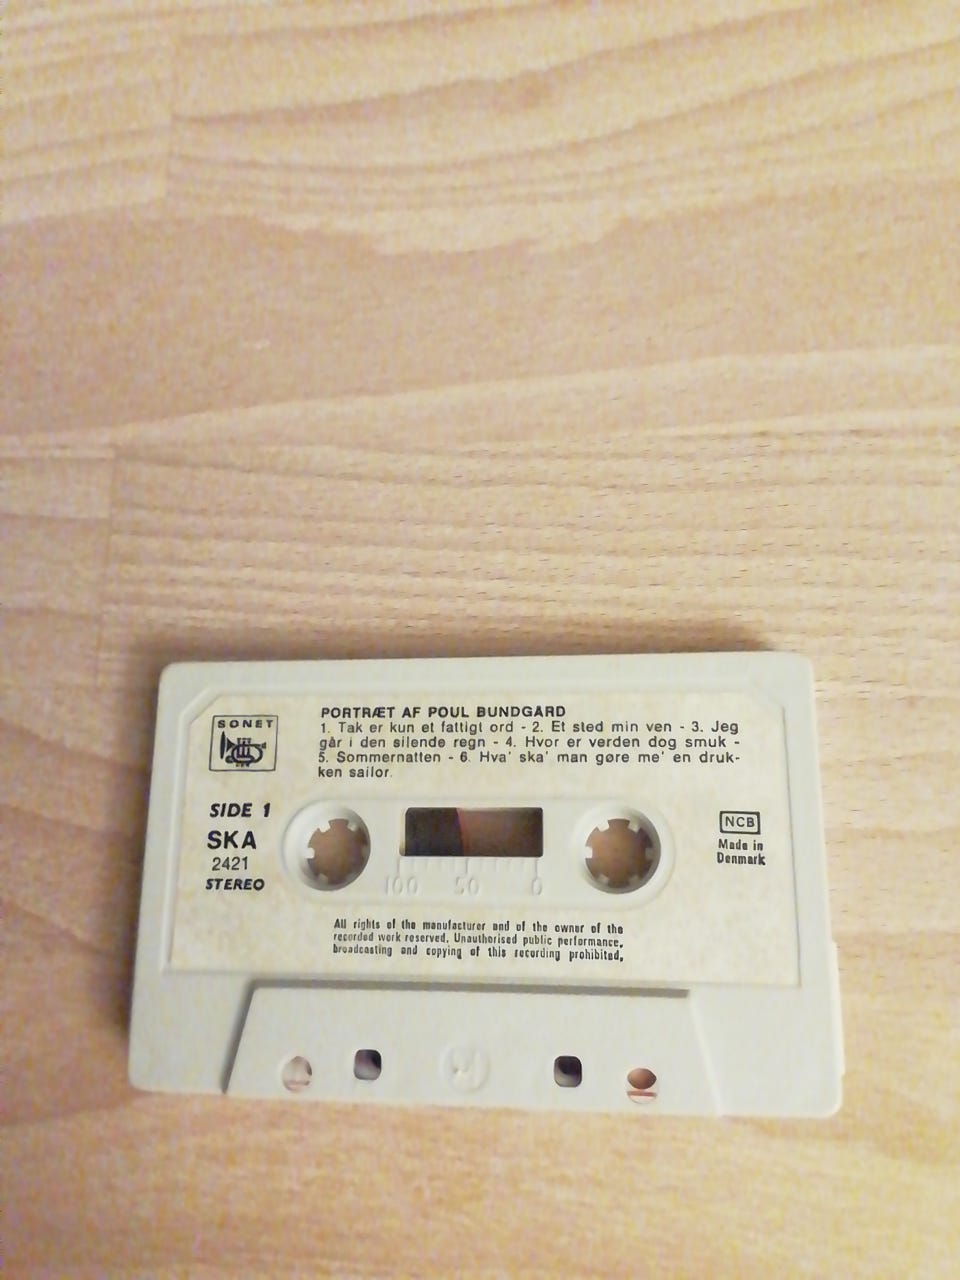 SONET
PORTRÆT AF POUL BUNDGÅRD
1. Tak er kun et fattigt ord - 2. Et sted min ven - 3. Jeg
går i den silende regn - 4. Hvor er verden dog smuk -
5. Sommernatten - 6. Hva' ska' man gøre me' en druk-
ken sailor.
SIDE 1
SKA
2421
STEREO
NCB
Made in
Denmark
100 50 0
All rights of the manufacturer and of the owner of the
recorded work reserved. Unauthorised public performance,
broadcasting and copying of this recording prohibited.